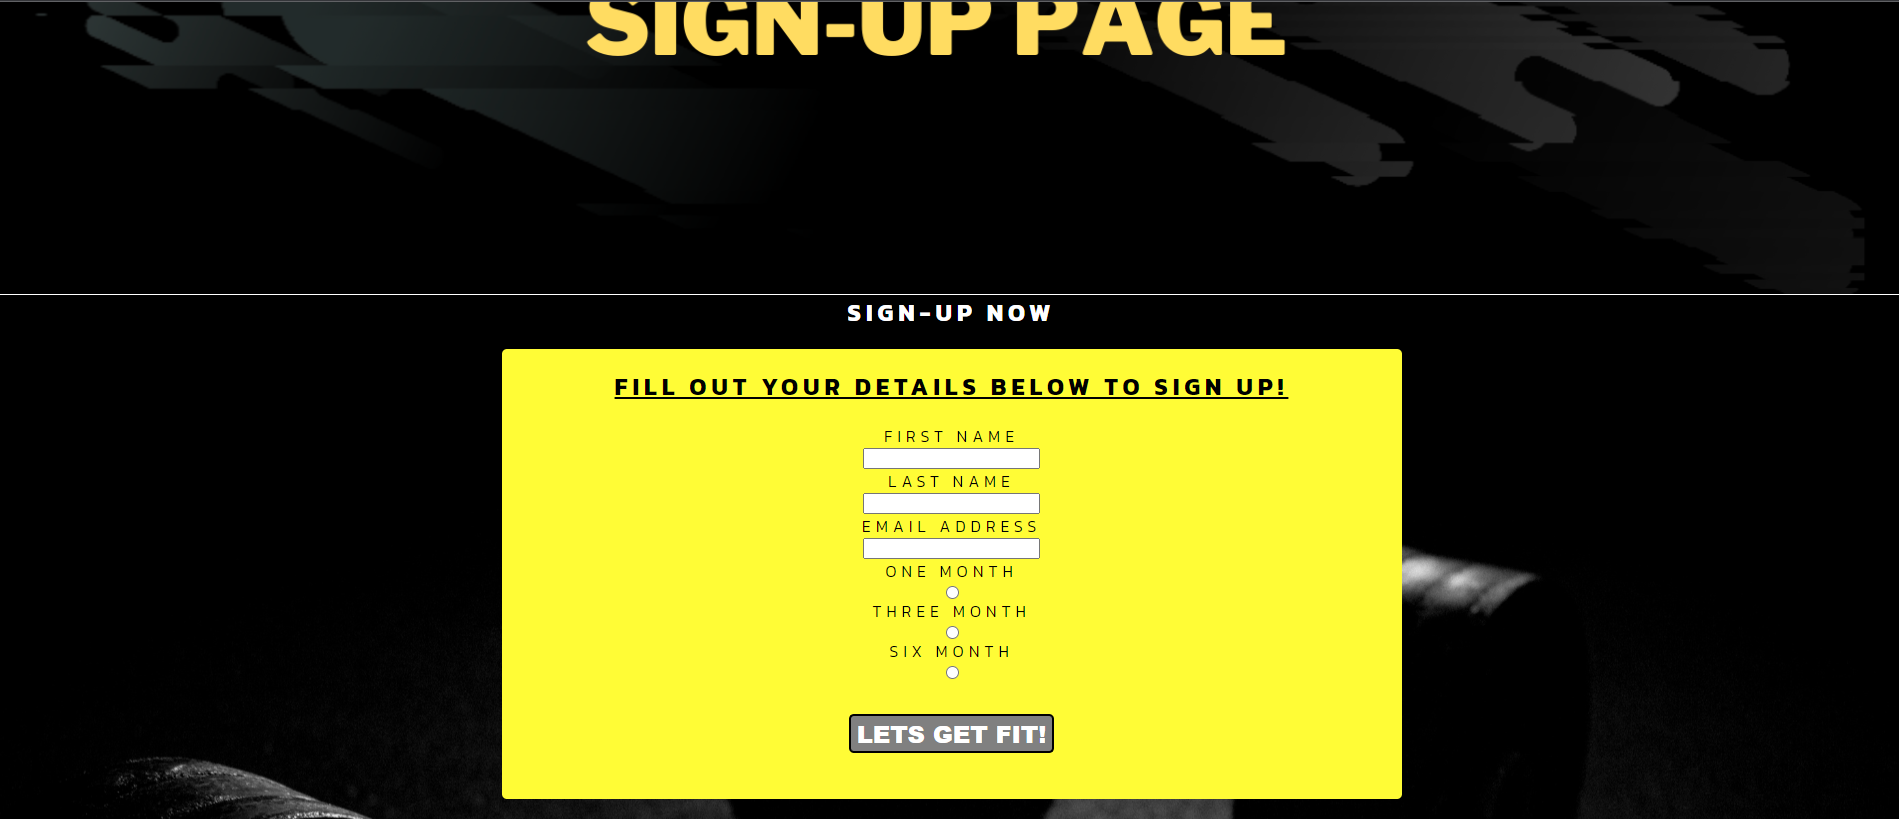 SIGN-UP PAGE
SIGN-UP NOW
FILL OUT YOUR DETAILS BELOW TO SIGN UP!
FIRST NAME
LAST NAME
EMAIL ADDRESS
ONE MONTH
THREE MONTH
SIX MONTH
LETS GET FIT!